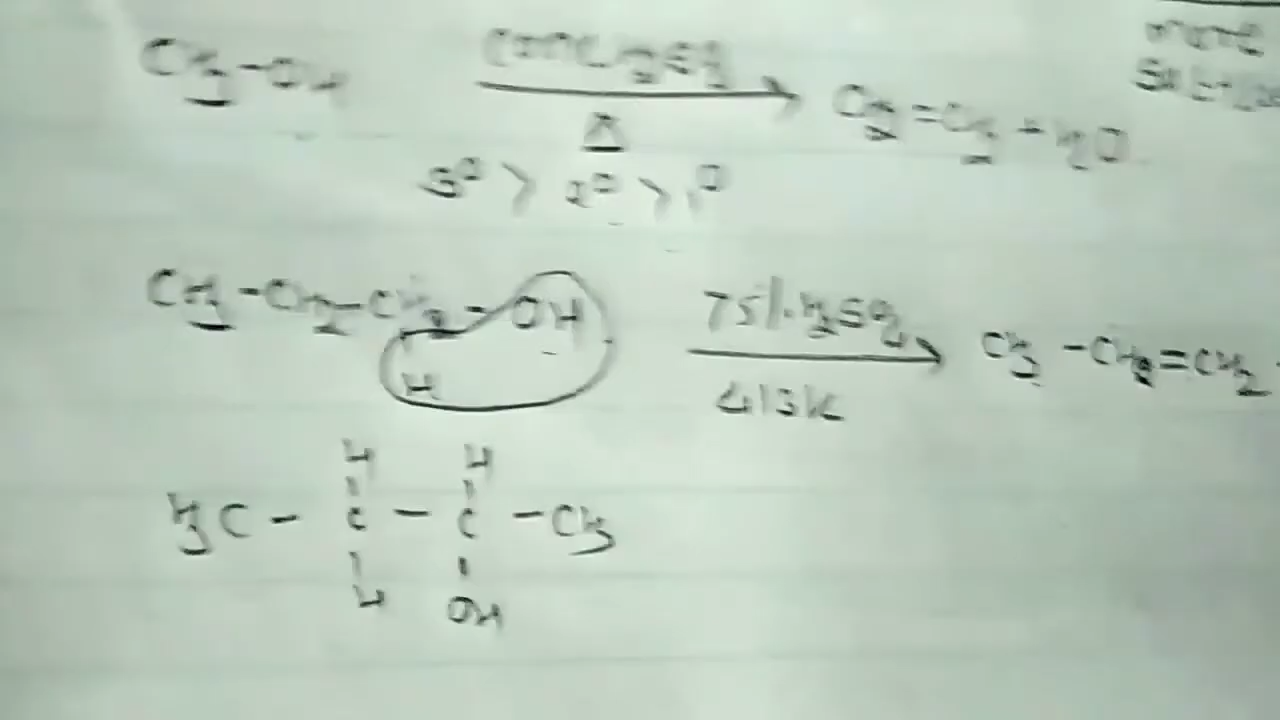 CH3-OH conc.H2SO4 → CH2=CH2+H2O
Δ
3° > 2° > 1°
CH3-CH2-CH2-OH 75%.H2SO4 → CH3-CH2=CH2
H 413K
H H
H3C - C - C - CH3
H OH